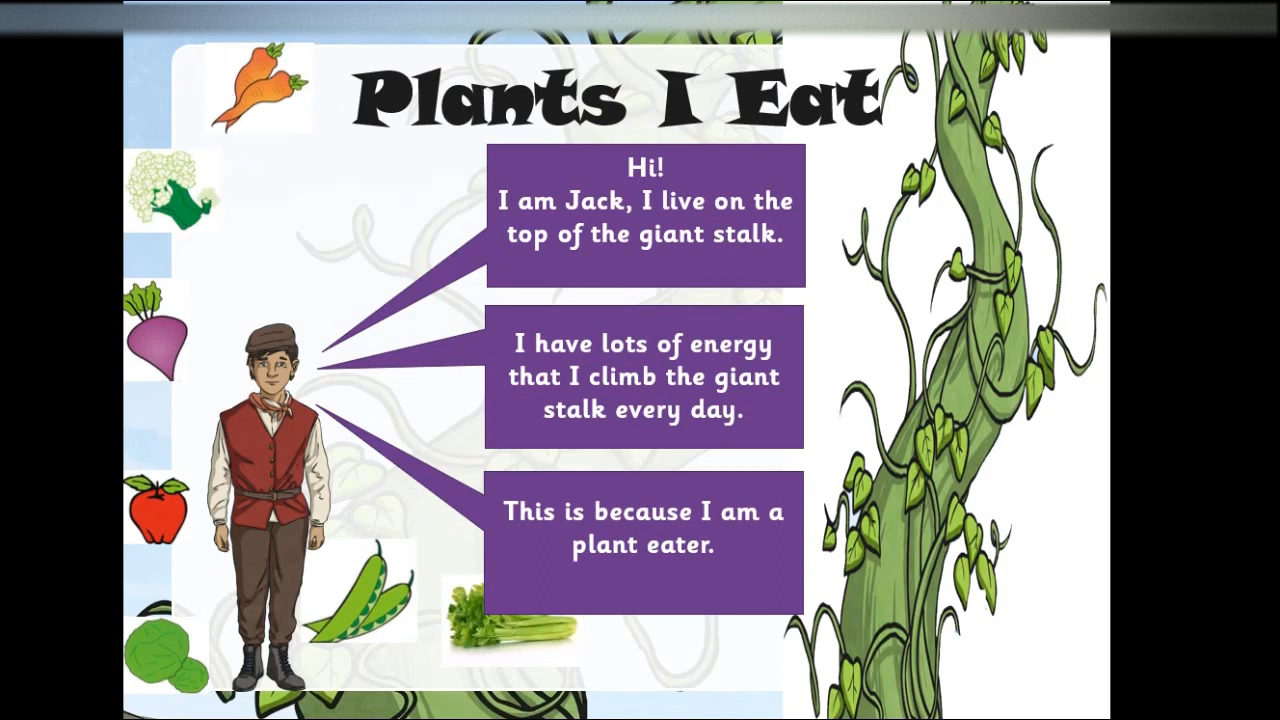 Plants I Eat
Hi!
I am Jack, I live on the
top of the giant stalk.
I have lots of energy
that I climb the giant
stalk every day.
This is because I am a
plant eater.